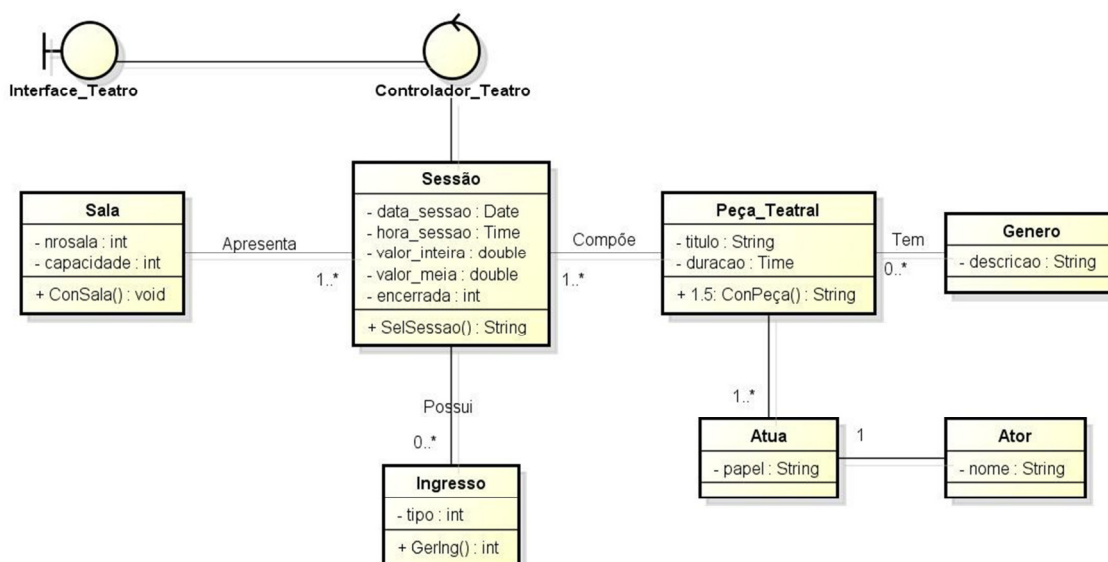 Interface_Teatro
Controlador_Teatro
Sessão
- data_sessao : Date
- hora_sessao : Time
- valor_inteira : double
- valor_meia : double
- encerrada : int
+ SelSessao() : String
Sala
- nrosala : int
- capacidade : int
+ ConSala() : void
Apresenta
1..*
Compõe
1..*
Peça_Teatral
- titulo : String
- duracao : Time
+ 1.5: ConPeça() : String
Tem
0..*
Genero
- descricao : String
Possui
0..*
Ingresso
- tipo : int
+ GerIng() : int
1..*
Atua
- papel : String
1
Ator
- nome : String